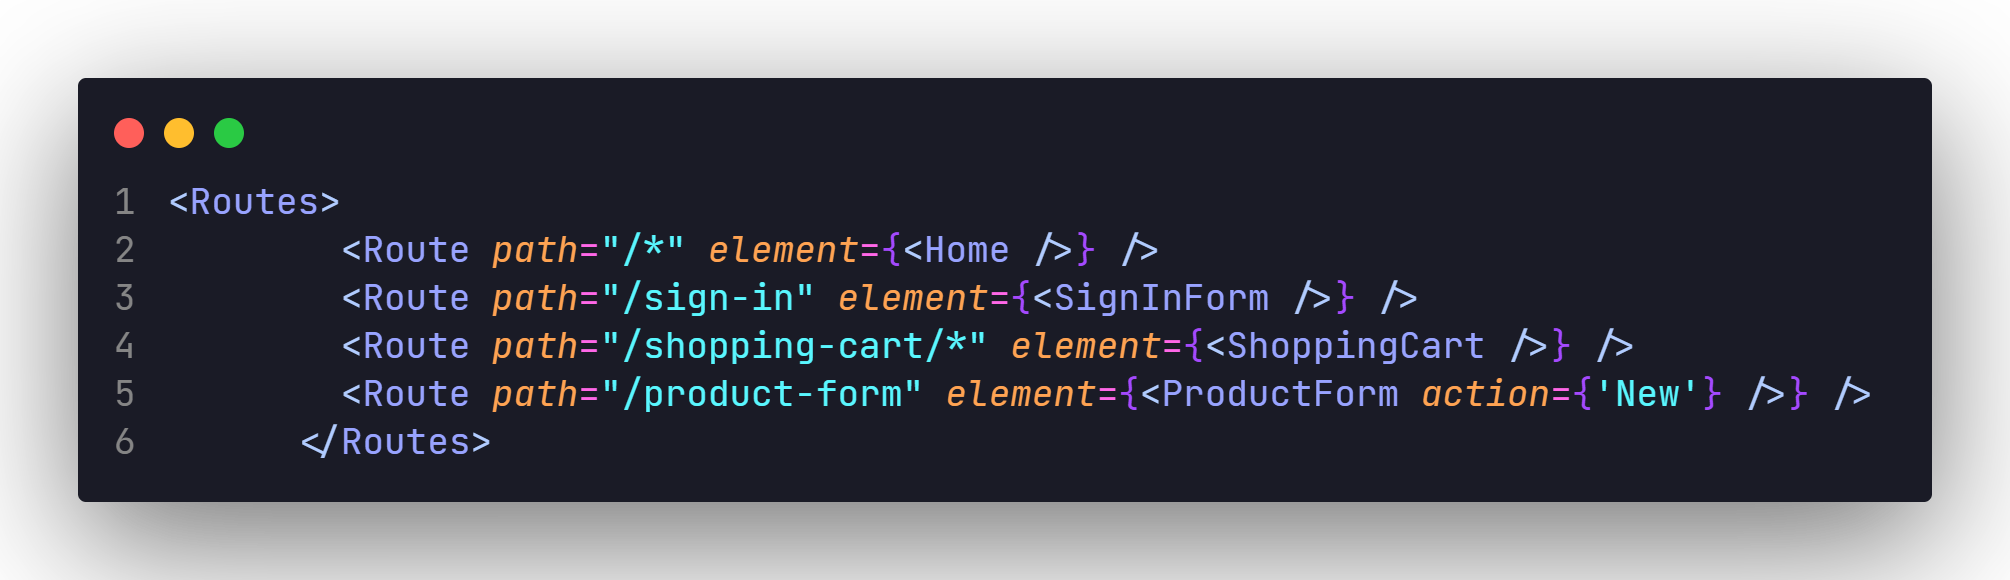 1 <Routes>
2         <Route path="/*" element={<Home />} />
3         <Route path="/sign-in" element={<SignInForm />} />
4         <Route path="/shopping-cart/*" element={<ShoppingCart />} />
5         <Route path="/product-form" element={<ProductForm action={'New'} />} />
6       </Routes>